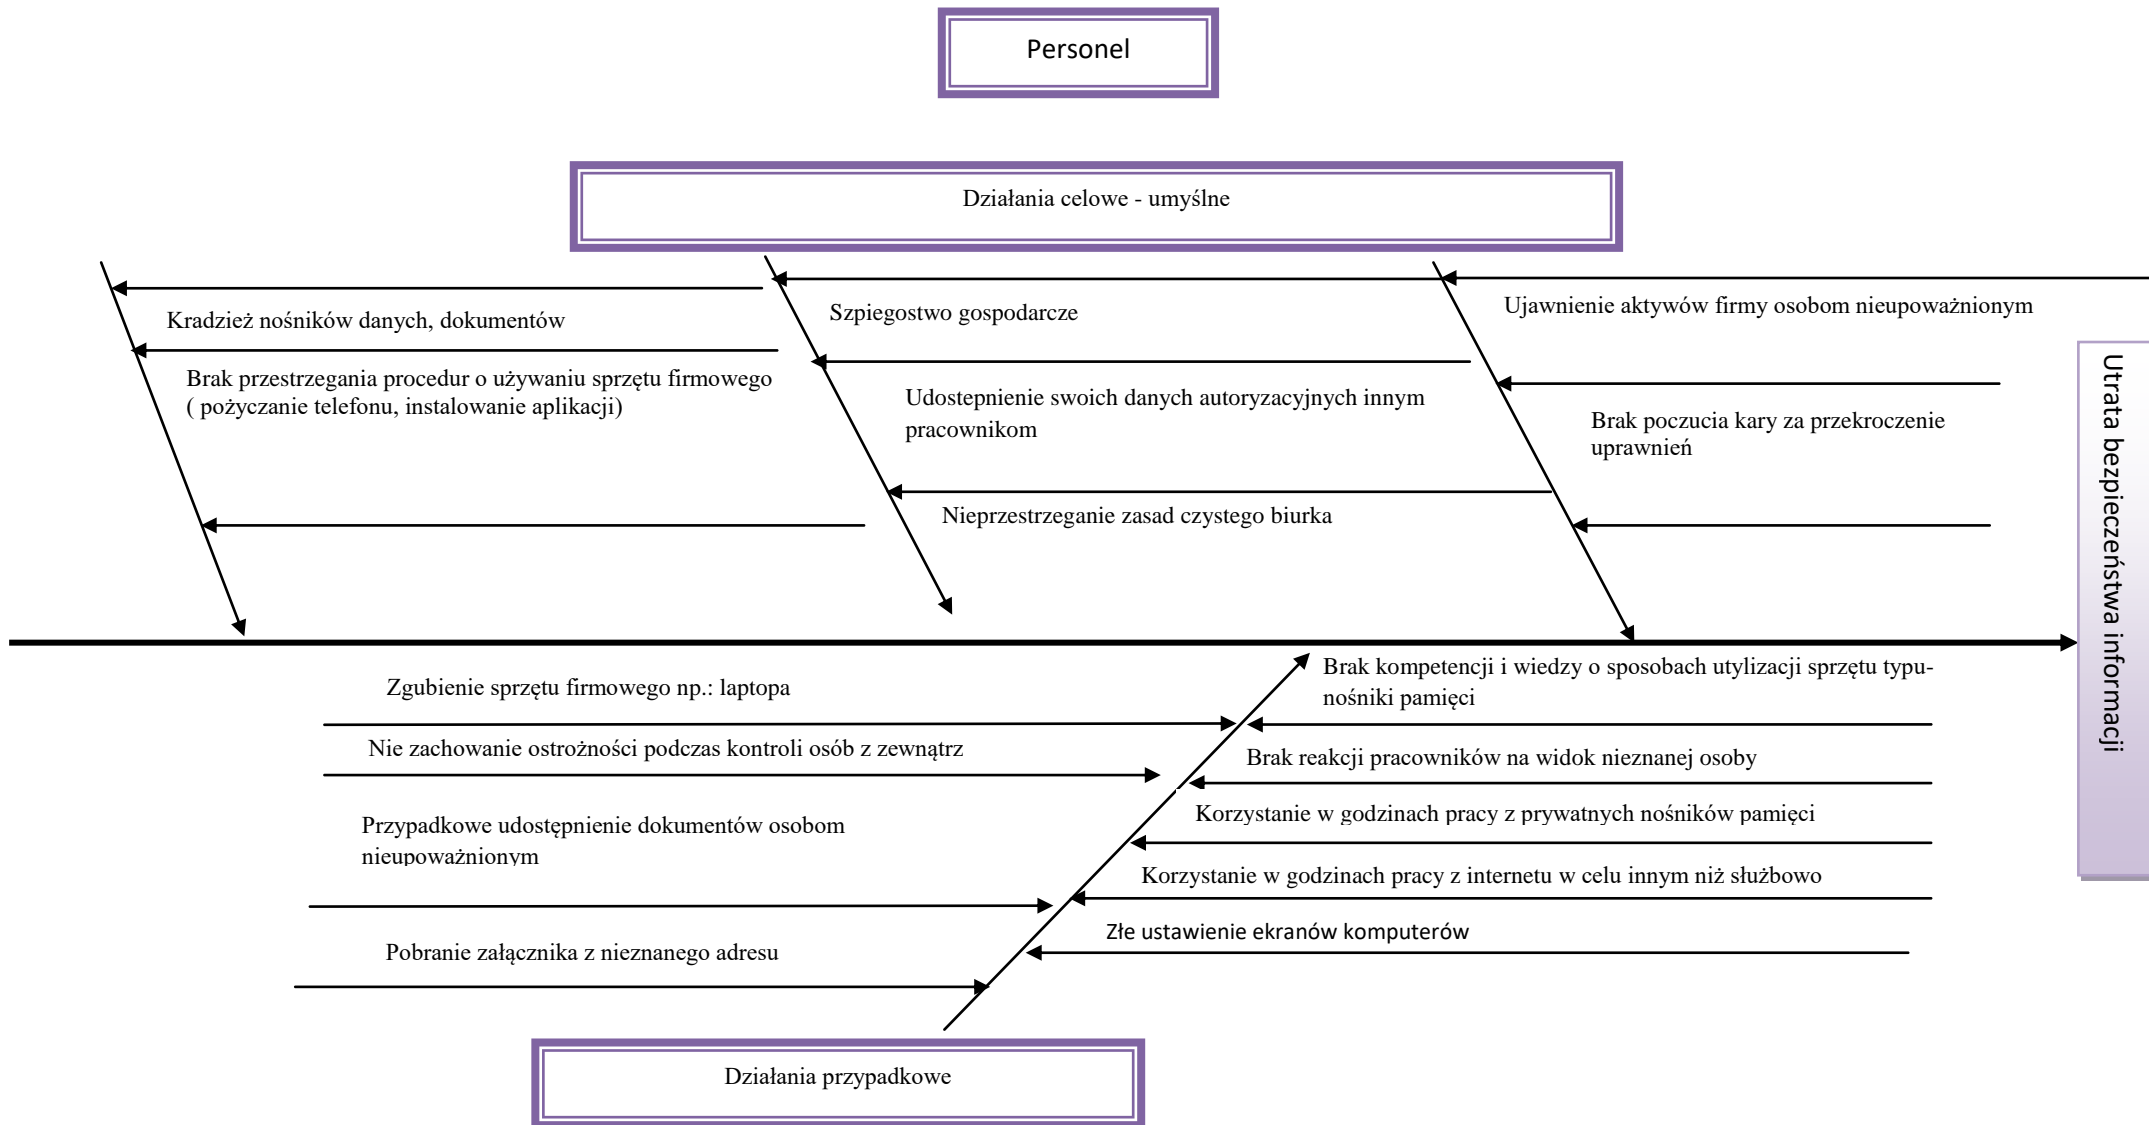 Personel
Działania celowe - umyślne
Kradzież nośników danych, dokumentów
Brak przestrzegania procedur o używaniu sprzętu firmowego
( pożyczanie telefonu, instalowanie aplikacji)
Szpiegostwo gospodarcze
Udostepnienie swoich danych autoryzacyjnych innym
pracownikom
Nieprzestrzeganie zasad czystego biurka
Ujawnienie aktywów firmy osobom nieupoważnionym
Brak poczucia kary za przekroczenie
uprawnień
Utrata bezpieczeństwa informacji
Zgubienie sprzętu firmowego np.: laptopa
Nie zachowanie ostrożności podczas kontroli osób z zewnątrz
Przypadkowe udostępnienie dokumentów osobom
nieupoważnionym
Pobranie załącznika z nieznanego adresu
Brak kompetencji i wiedzy o sposobach utylizacji sprzętu typu-
nośniki pamięci
Brak reakcji pracowników na widok nieznanej osoby
Korzystanie w godzinach pracy z prywatnych nośników pamięci
Korzystanie w godzinach pracy z internetu w celu innym niż służbowo
Złe ustawienie ekranów komputerów
Działania przypadkowe